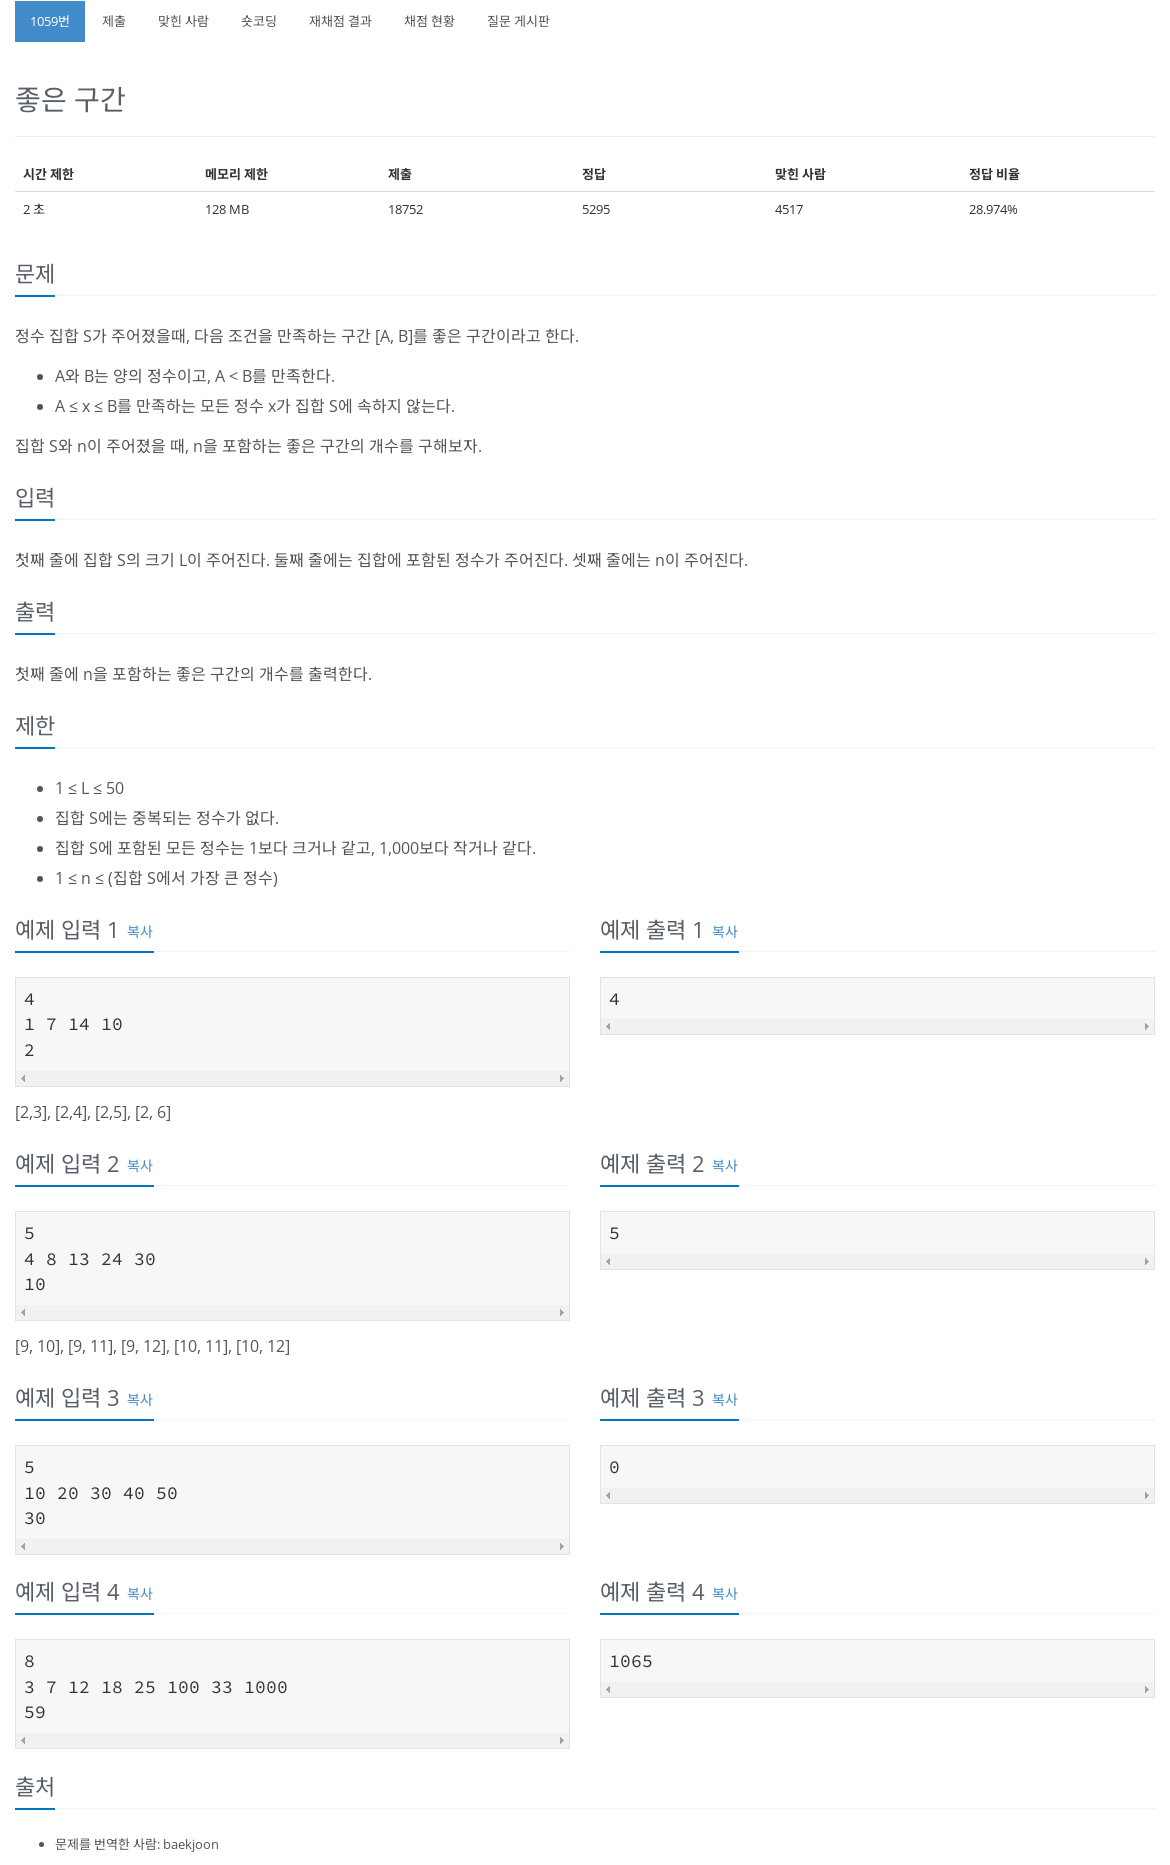 1059번 제출 맞힌 사람 숏코딩 재채점 결과 채점 현황 질문 게시판
좋은 구간
시간 제한 메모리 제한 제출 정답 맞힌 사람 정답 비율
2 초 128 MB 18752 5295 4517 28.974%
문제
정수 집합 S가 주어졌을때, 다음 조건을 만족하는 구간 [A, B]를 좋은 구간이라고 한다.
• A와 B는 양의 정수이고, A < B를 만족한다.
• A ≤ x ≤ B를 만족하는 모든 정수 x가 집합 S에 속하지 않는다.
집합 S와 n이 주어졌을 때, n을 포함하는 좋은 구간의 개수를 구해보자.
입력
첫째 줄에 집합 S의 크기 L이 주어진다. 둘째 줄에는 집합에 포함된 정수가 주어진다. 셋째 줄에는 n이 주어진다.
출력
첫째 줄에 n을 포함하는 좋은 구간의 개수를 출력한다.
제한
• 1 ≤ L ≤ 50
• 집합 S에는 중복되는 정수가 없다.
• 집합 S에 포함된 모든 정수는 1보다 크거나 같고, 1,000보다 작거나 같다.
• 1 ≤ n ≤ (집합 S에서 가장 큰 정수)
예제 입력 1 복사
4
1 7 14 10
2
[2,3], [2,4], [2,5], [2, 6]
예제 출력 1 복사
4
예제 입력 2 복사
5
4 8 13 24 30
10
[9, 10], [9, 11], [9, 12], [10, 11], [10, 12]
예제 출력 2 복사
5
예제 입력 3 복사
5
10 20 30 40 50
30
예제 출력 3 복사
0
예제 입력 4 복사
8
3 7 12 18 25 100 33 1000
59
예제 출력 4 복사
1065
출처
• 문제를 번역한 사람: baekjoon